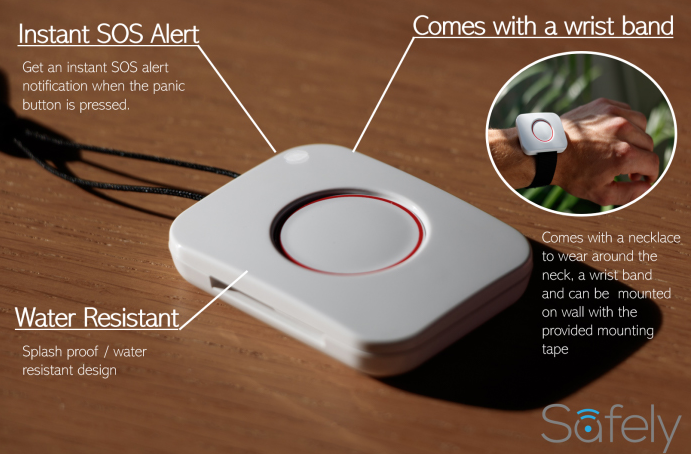 Instant SOS Alert
Get an instant SOS alert
notification when the panic
button is pressed.
Comes with a wrist band
Comes with a necklace
to wear around the
neck, a wrist band
and can be mounted
on wall with the
provided mounting
tape
Water Resistant
Splash proof / water
resistant design
Safely